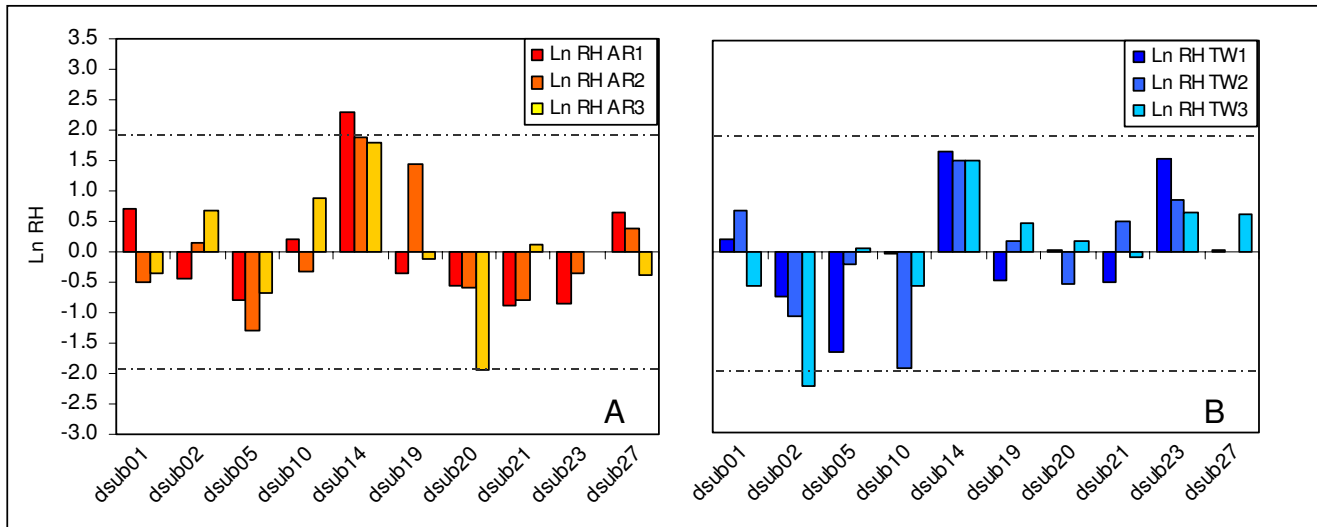 Ln RH
3.5
3.0
2.5
2.0
1.5
1.0
0.5
0.0
-0.5
-1.0
-1.5
-2.0
-2.5
-3.0
Ln RH AR1
Ln RH AR2
Ln RH AR3
A
dsub01
dsub02
dsub05
dsub10
dsub14
dsub19
dsub20
dsub21
dsub23
dsub27
Ln RH TW1
Ln RH TW2
Ln RH TW3
B
dsub01
dsub02
dsub05
dsub10
dsub14
dsub19
dsub20
dsub21
dsub23
dsub27